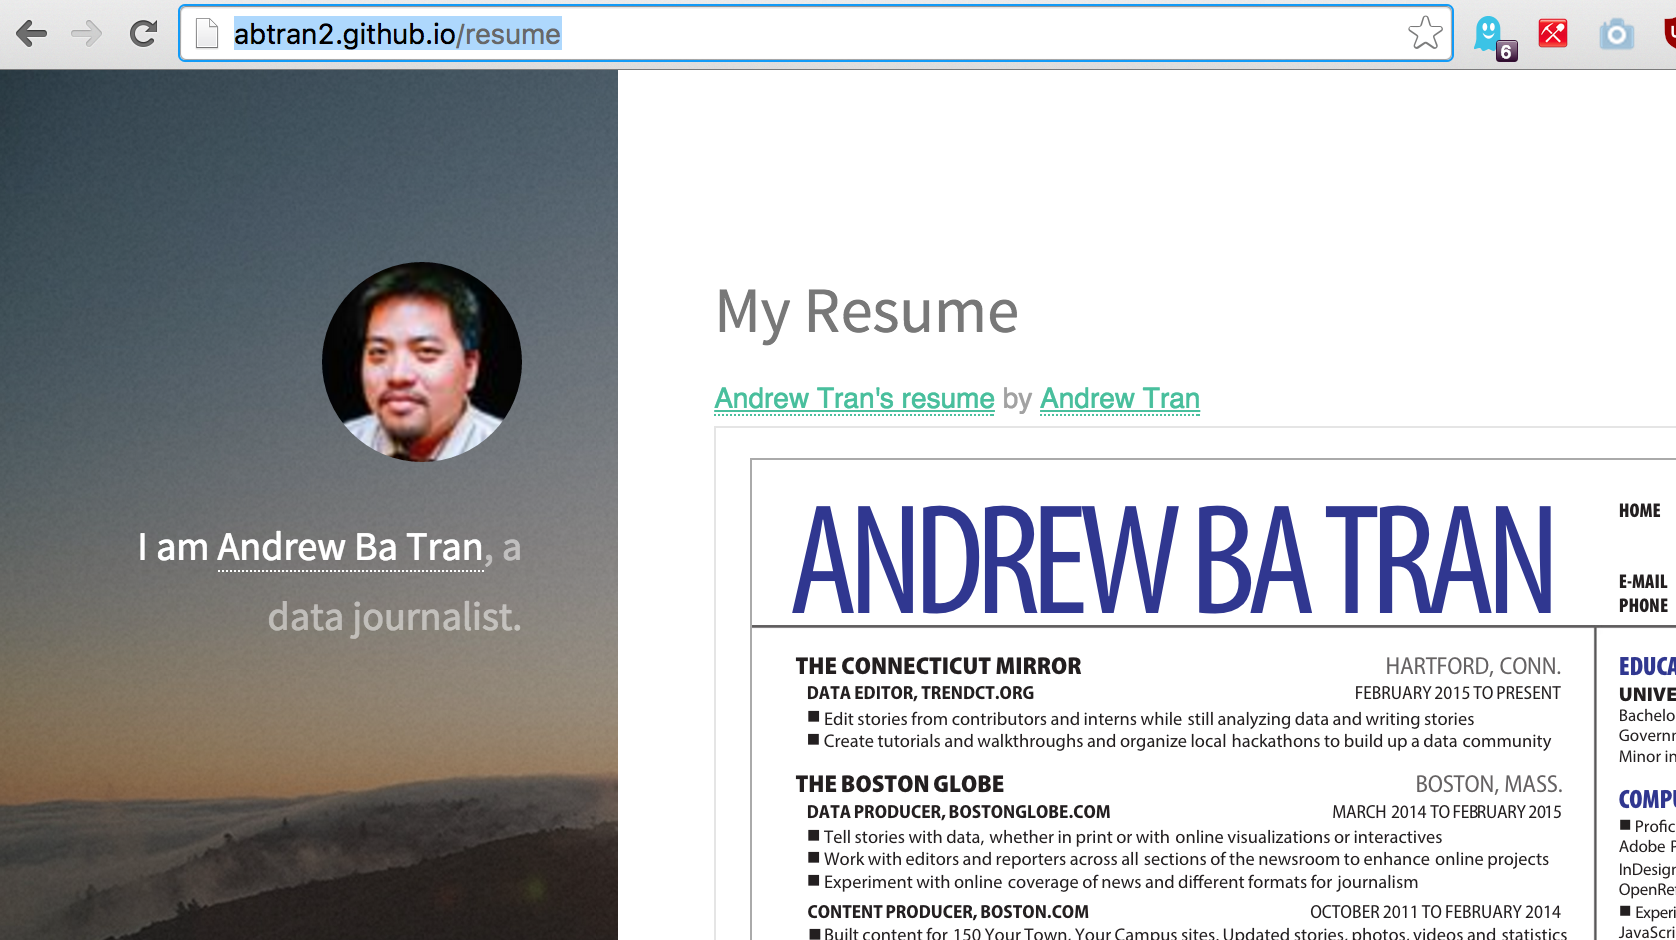 abtran2.github.io/resume
6
My Resume
Andrew Tran's resume by Andrew Tran
I am Andrew Ba Tran, a
data journalist.
ANDREW BA TRAN
HOME
E-MAIL
PHONE
THE CONNECTICUT MIRROR HARTFORD, CONN.
DATA EDITOR, TRENDCT.ORG FEBRUARY 2015 TO PRESENT
■ Edit stories from contributors and interns while still analyzing data and writing stories
■ Create tutorials and walkthroughs and organize local hackathons to build up a data community
THE BOSTON GLOBE BOSTON, MASS.
DATA PRODUCER, BOSTONGLOBE.COM MARCH 2014 TO FEBRUARY 2015
■ Tell stories with data, whether in print or with online visualizations or interactives
■ Work with editors and reporters across all sections of the newsroom to enhance online projects
■ Experiment with online coverage of news and different formats for journalism
CONTENT PRODUCER, BOSTON.COM OCTOBER 2011 TO FEBRUARY 2014
■ Built content for 150 Your Town, Your Campus sites. Updated stories, photos, videos and statistics
EDUCA
UNIVE
Bachelo
Governm
Minor in
COMPU
■ Profic
Adobe P
InDesign
OpenRef
■ Experi
JavaScri